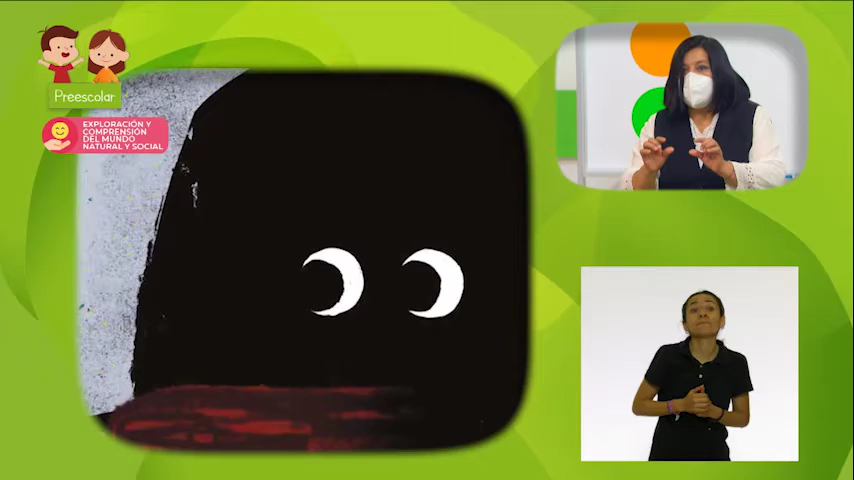 Preescolar
EXPLORACIÓN Y
COMPRENSIÓN
DEL MUNDO
NATURAL Y SOCIAL